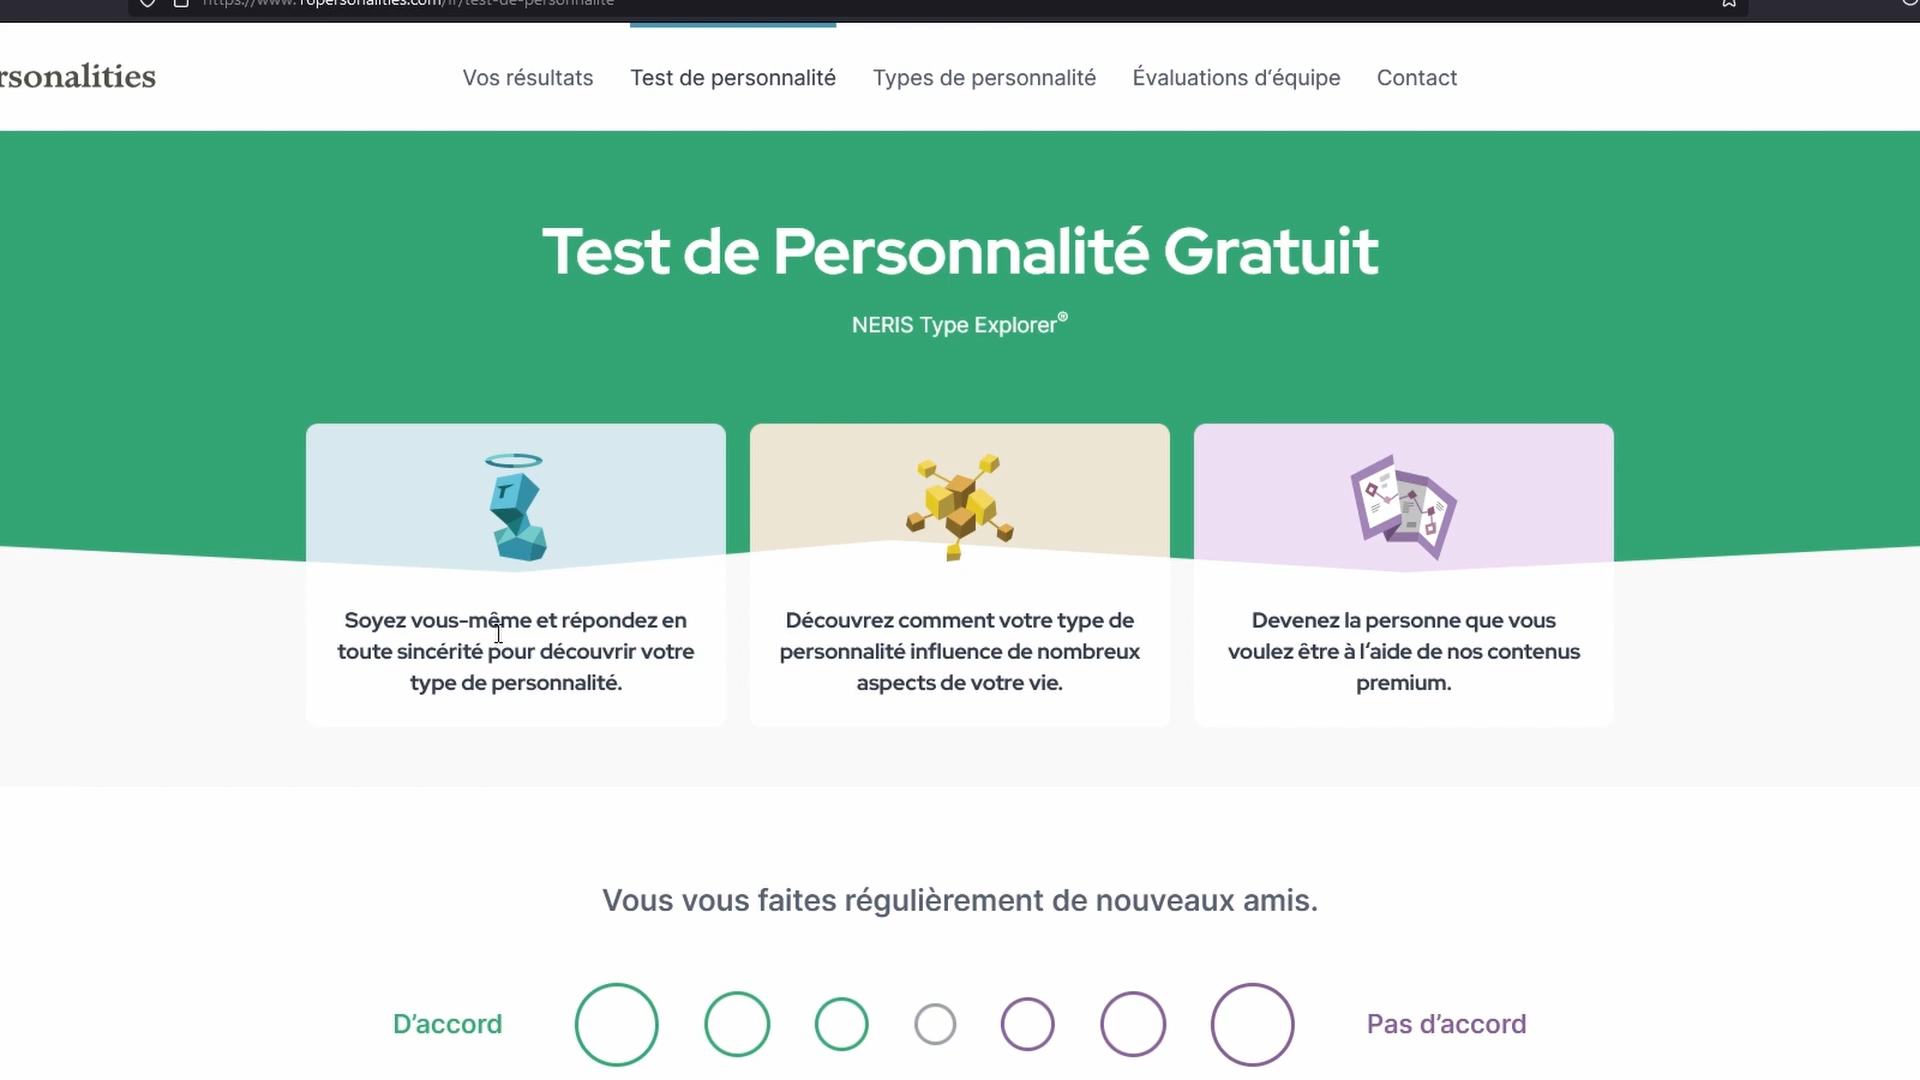 rsonalities
Vos résultats
Test de personnalité
Types de personnalité
Évaluations d‘équipe
Contact
Test de Personnalité Gratuit
NERIS Type Explorer®
T
Soyez vous-même et répondez en
toute sincérité pour découvrir votre
type de personnalité.
Découvrez comment votre type de
personnalité influence de nombreux
aspects de votre vie.
Devenez la personne que vous
voulez être à l‘aide de nos contenus
premium.
Vous vous faites régulièrement de nouveaux amis.
D’accord
Pas d’accord